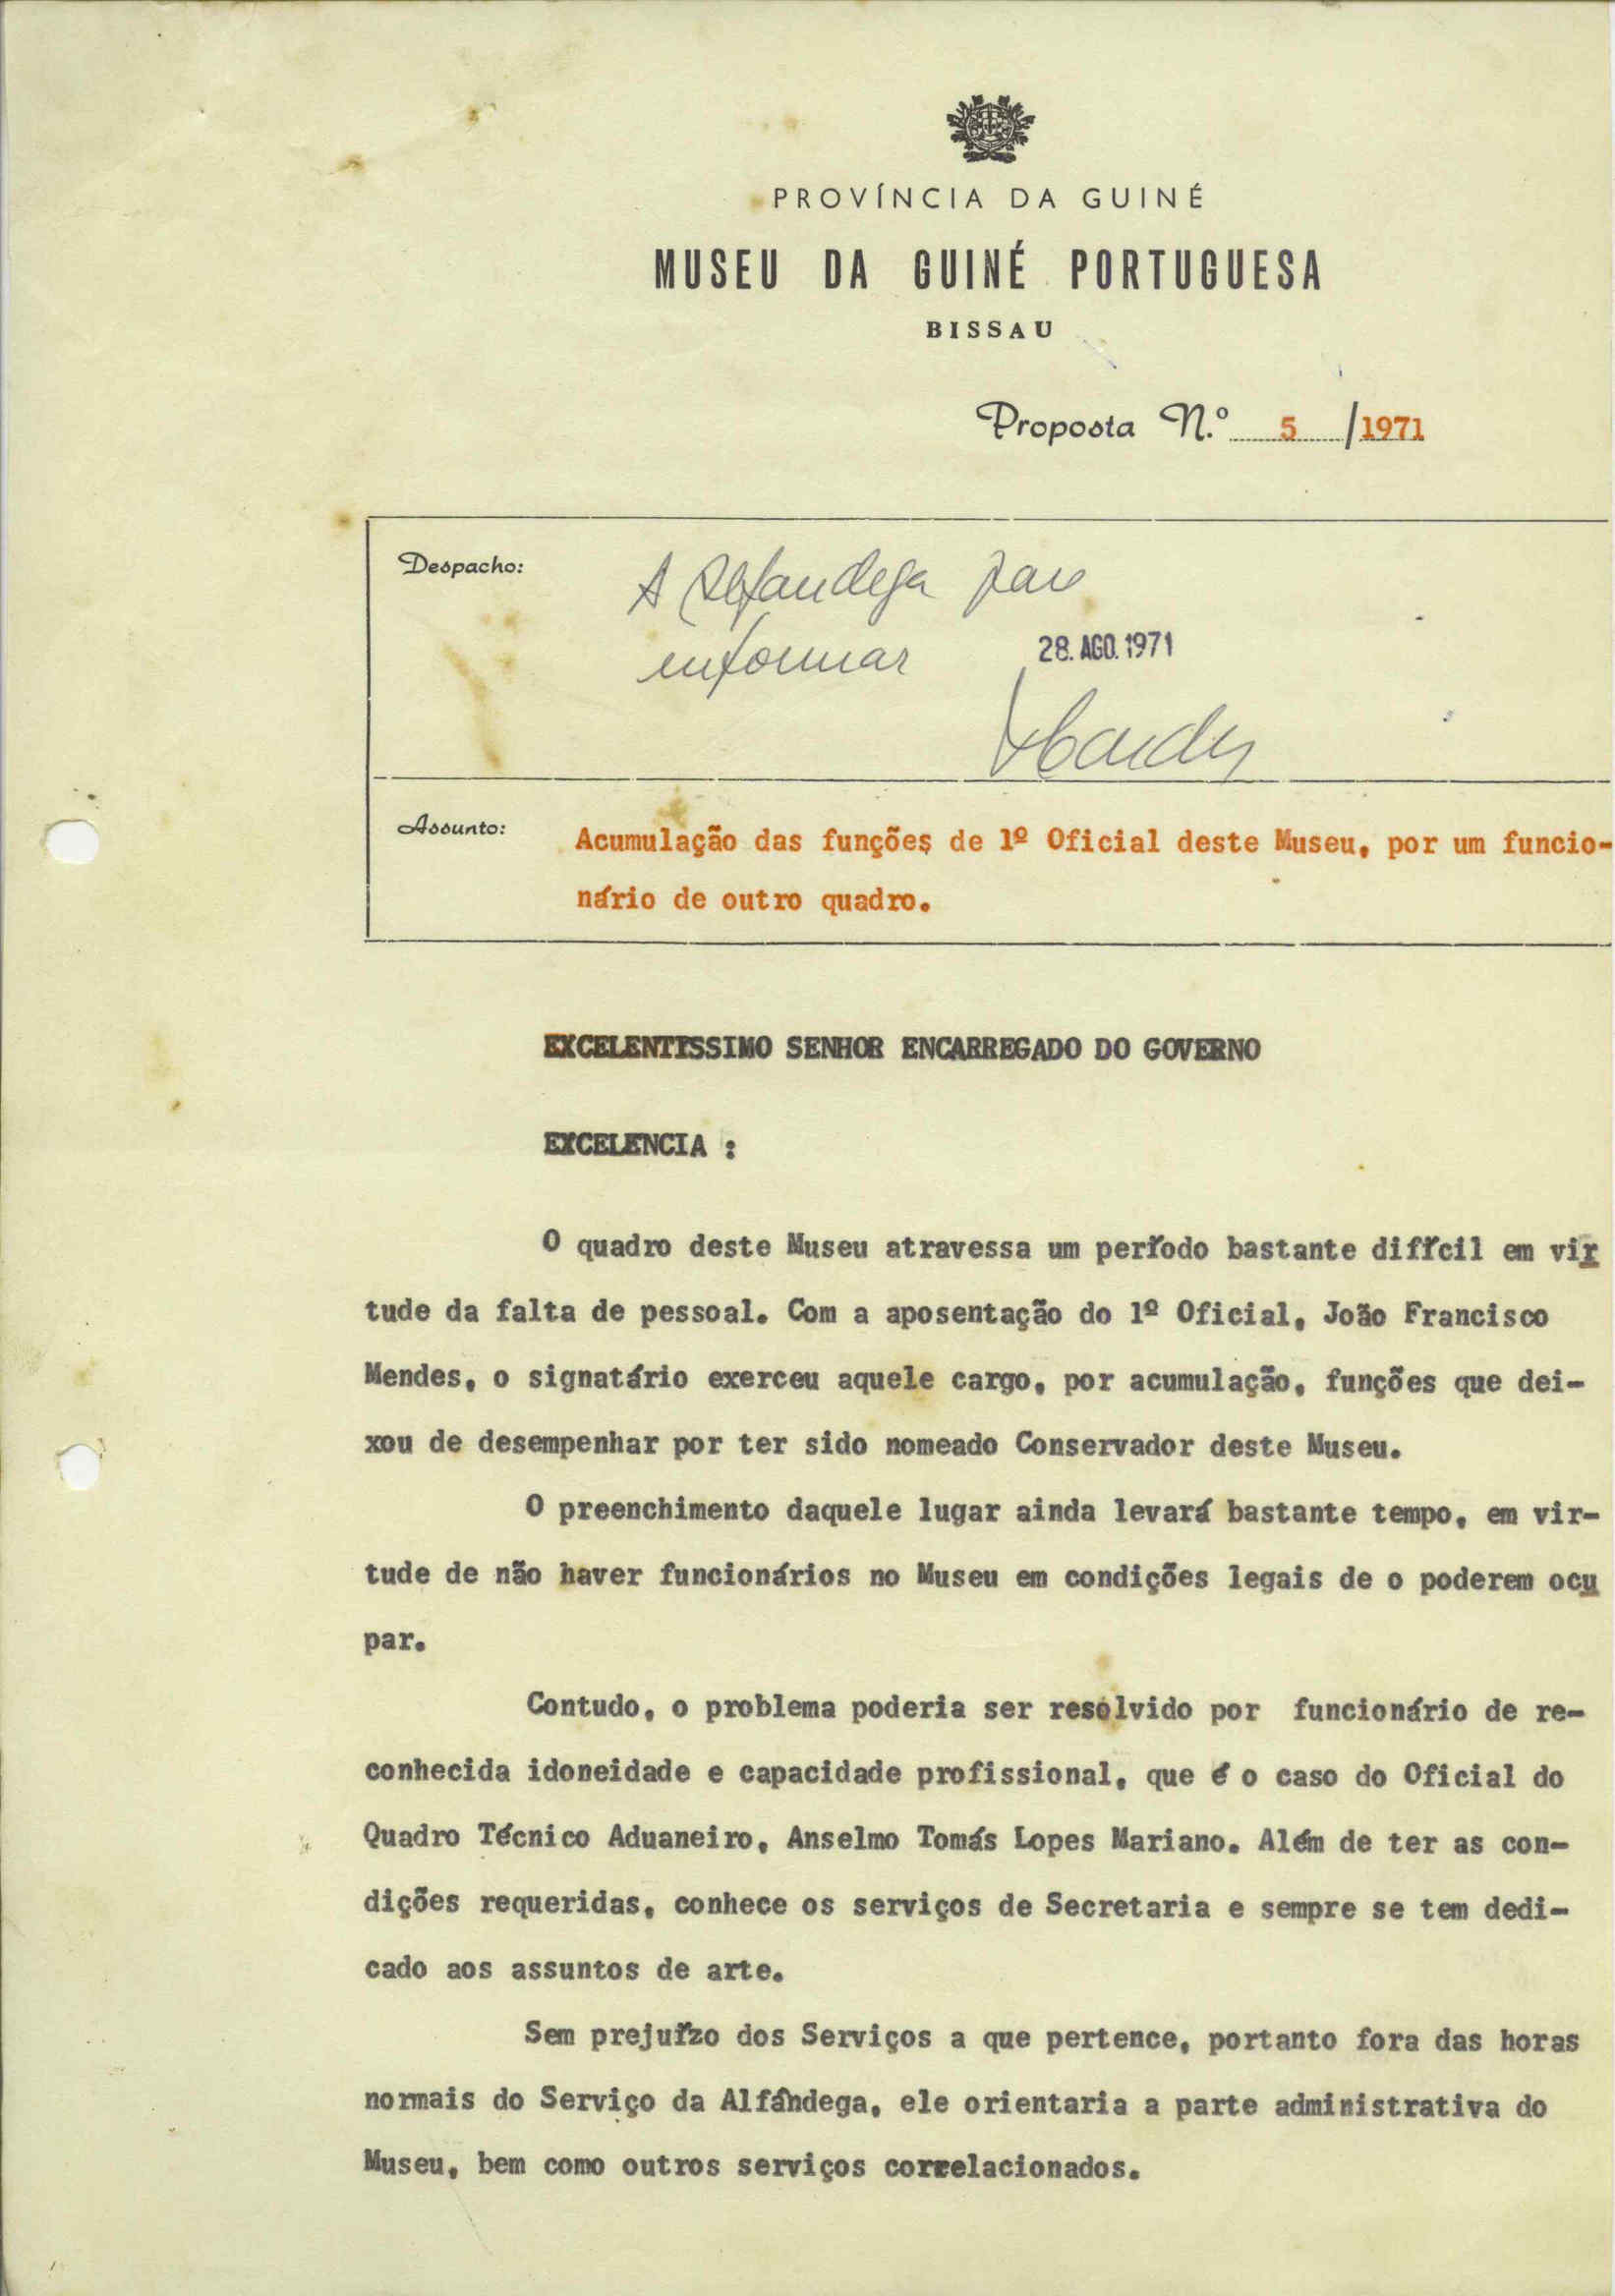 PROVÍNCIA DA GUINÉ
MUSEU DA GUINÉ PORTUGUESA
BISSAU
Proposta N.º 5 /1971
Despacho:
A Alfandega para
informar
28. AGO. 1971
Assunto:
Acumulação das funções de 1º Oficial deste Museu, por um funcio-
nário de outro quadro.
EXCELENTISSIMO SENHOR ENCARREGADO DO GOVERNO
EXCELENCIA :
O quadro deste Museu atravessa um período bastante difícil em vir
tude da falta de pessoal. Com a aposentação do 1º Oficial, João Francisco
Mendes, o signatário exerceu aquele cargo, por acumulação, funções que dei-
xou de desempenhar por ter sido nomeado Conservador deste Museu.
O preenchimento daquele lugar ainda levará bastante tempo, em vir-
tude de não haver funcionários no Museu em condições legais de o poderem ocu
par.
Contudo, o problema poderia ser resolvido por funcionário de re-
conhecida idoneidade e capacidade profissional, que é o caso do Oficial do
Quadro Técnico Aduaneiro, Anselmo Tomás Lopes Mariano. Além de ter as con-
dições requeridas, conhece os serviços de Secretaria e sempre se tem dedi-
cado aos assuntos de arte.
Sem prejuízo dos Serviços a que pertence, portanto fora das horas
normais do Serviço da Alfândega, ele orientaria a parte administrativa do
Museu, bem como outros serviços correlacionados.